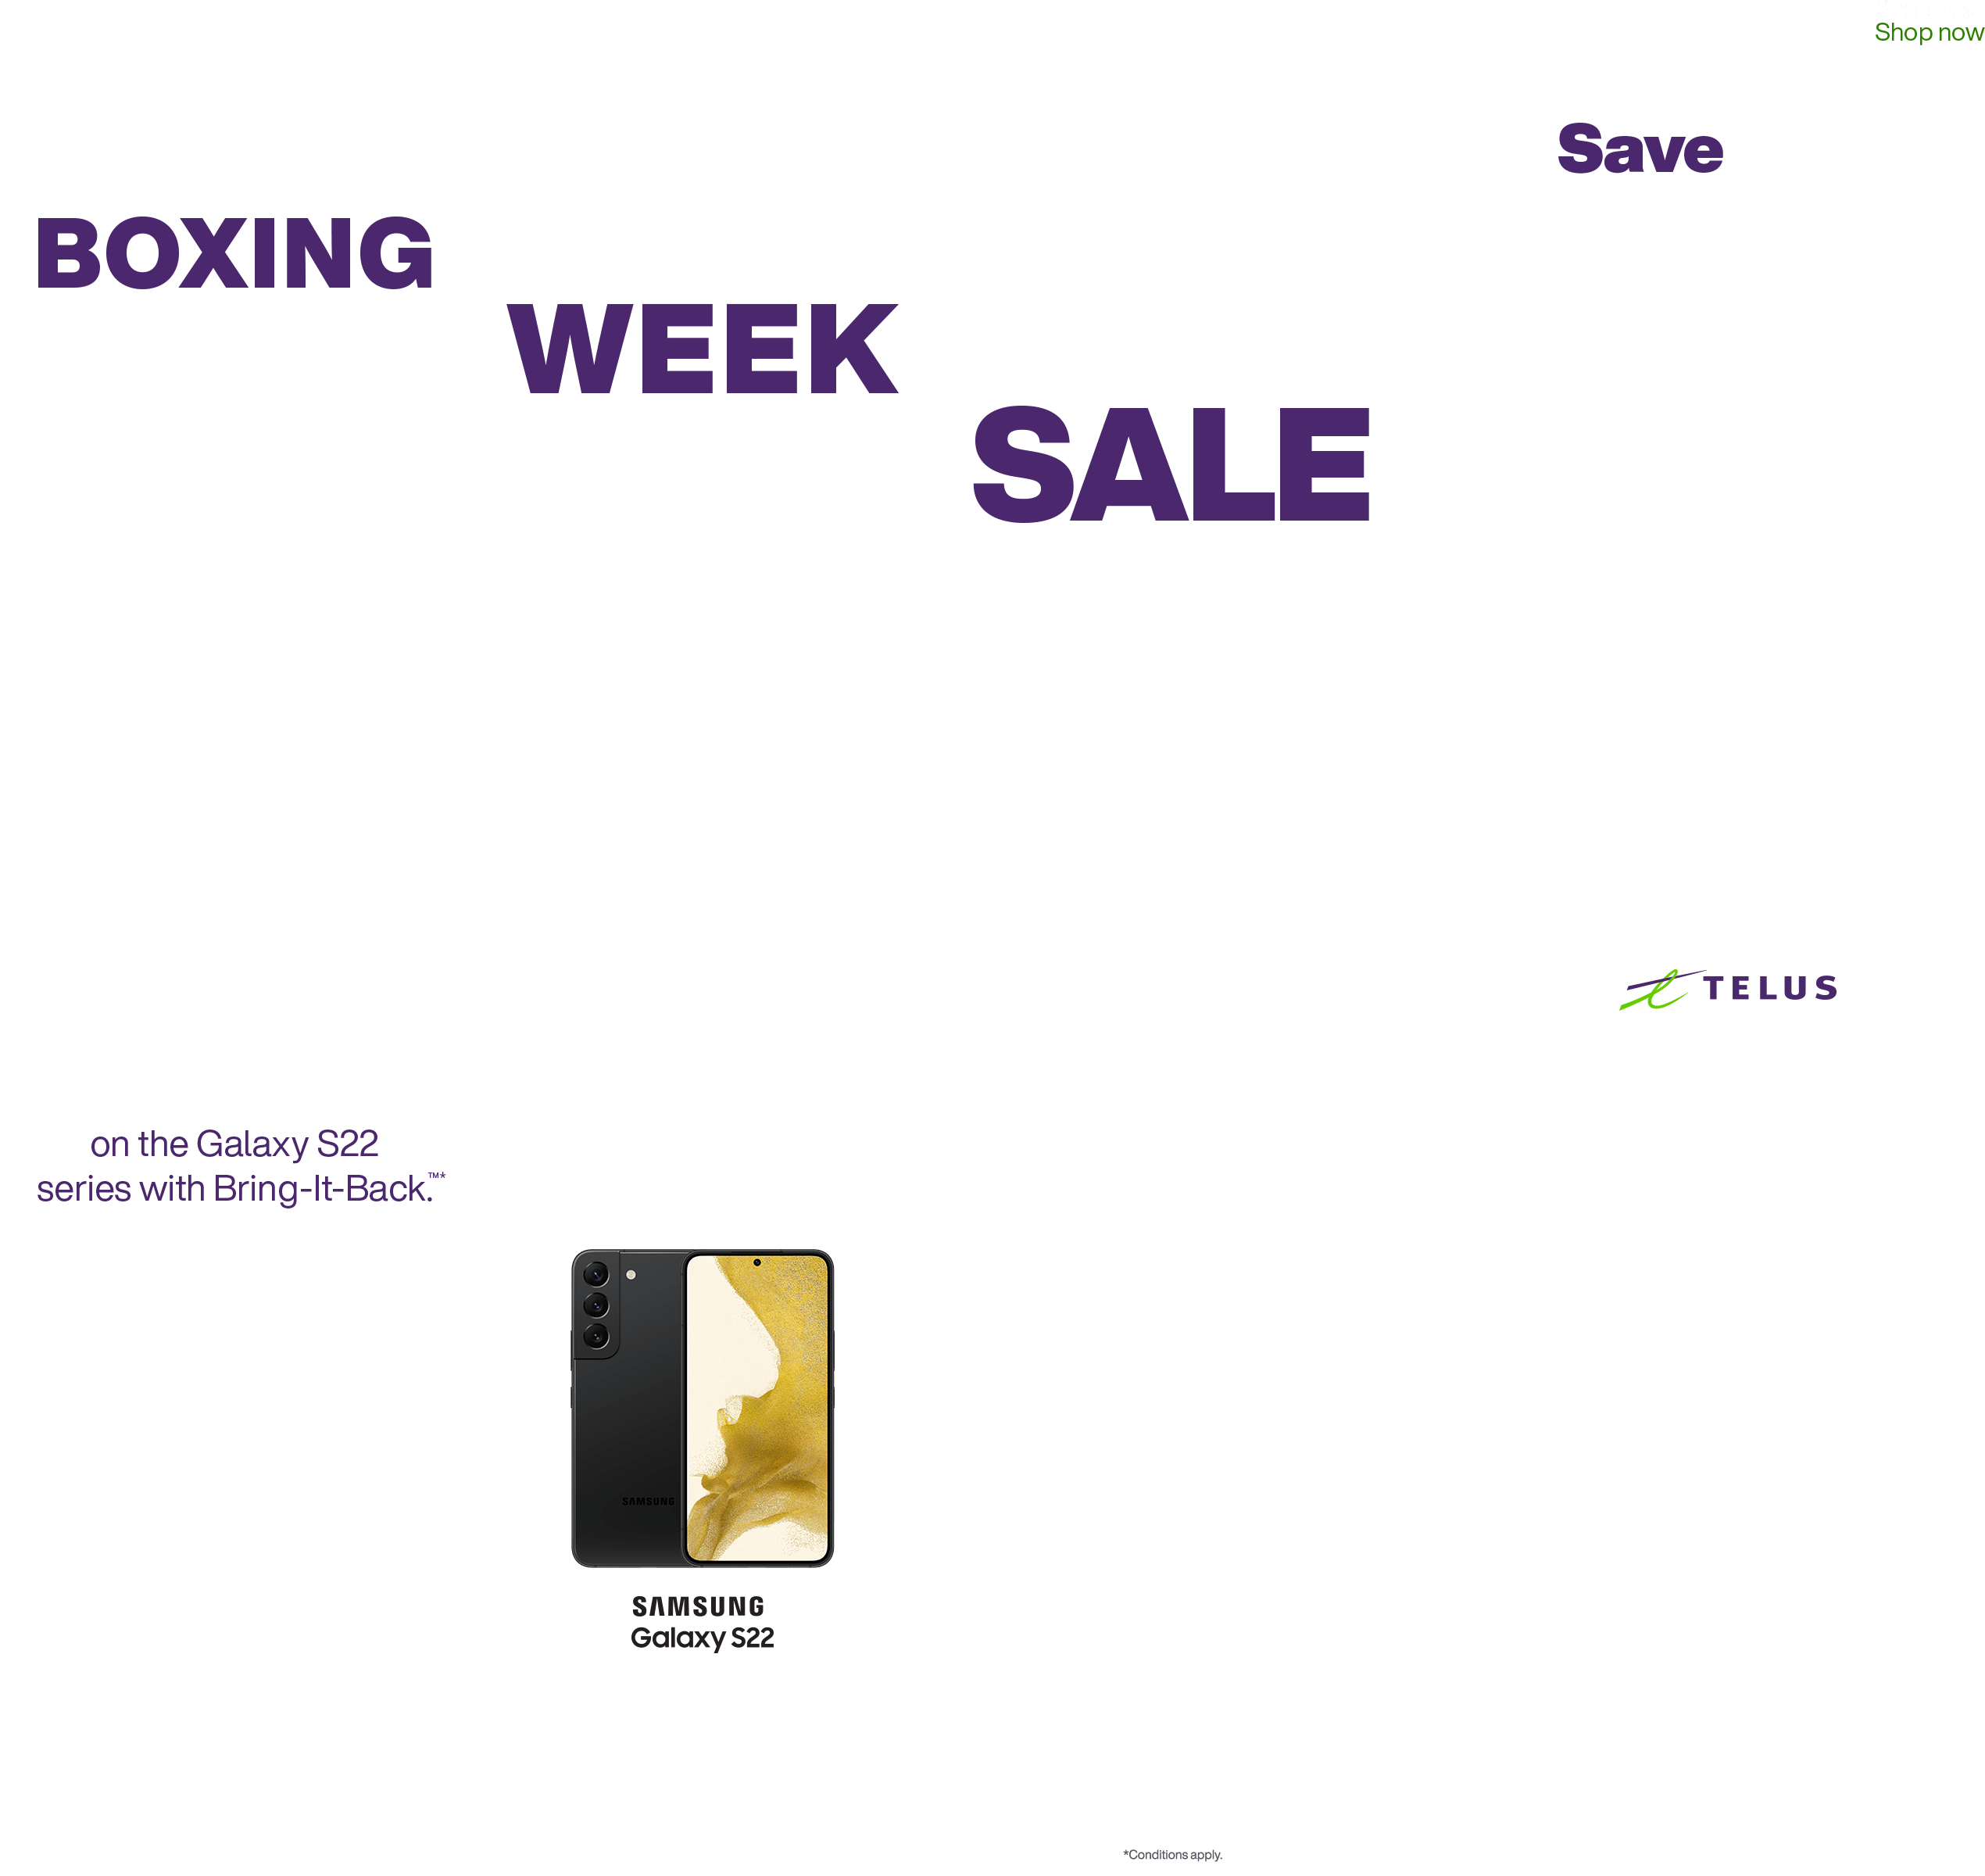 Shop now
Save
BOXING
WEEK
SALE
TELUS
on the Galaxy S22
series with Bring-It-Back.™*
SAMSUNG
SAMSUNG
Galaxy S22
*Conditions apply.